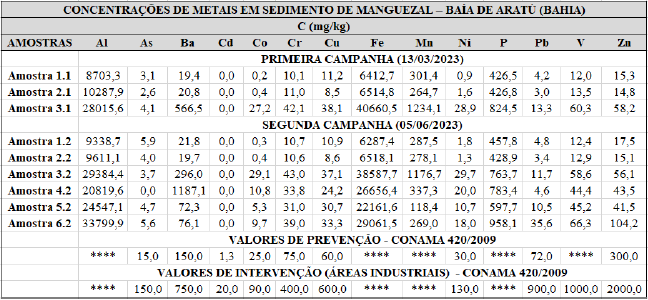 CONCENTRAÇÕES DE METAIS EM SEDIMENTO DE MANGUEZAL – BAÍA DE ARATÚ (BAHIA)
C (mg/kg)
AMOSTRAS Al As Ba Cd Co Cr Cu Fe Mn Ni P Pb V Zn
PRIMEIRA CAMPANHA (13/03/2023)
Amostra 1.1 8703,3 3,1 19,4 0,0 0,2 10,1 11,2 6412,7 301,4 0,9 426,5 4,2 12,0 15,3
Amostra 2.1 10287,9 2,6 20,8 0,0 0,4 11,0 8,5 6514,8 264,7 1,6 426,8 3,0 13,5 14,8
Amostra 3.1 28015,6 4,1 566,5 0,0 27,2 42,1 38,1 40660,5 1234,1 28,9 824,5 13,3 60,3 58,2
SEGUNDA CAMPANHA (05/06/2023)
Amostra 1.2 9338,7 5,9 21,8 0,0 0,3 10,7 10,9 6287,4 287,5 1,8 457,8 4,8 12,4 17,5
Amostra 2.2 9611,1 4,0 19,7 0,0 0,4 10,6 8,6 6518,1 278,1 1,3 428,9 3,4 12,9 15,1
Amostra 3.2 29384,4 3,7 296,0 0,0 29,1 43,0 37,1 38587,7 1176,7 29,7 763,7 11,7 58,6 56,1
Amostra 4.2 20819,6 0,0 1187,1 0,0 10,8 33,8 24,2 26656,4 337,3 20,0 783,4 4,6 44,4 43,5
Amostra 5.2 24547,1 4,7 72,3 0,0 5,3 31,0 30,7 22161,6 118,4 10,7 597,7 10,5 45,2 41,5
Amostra 6.2 33799,9 5,6 76,1 0,0 9,7 39,0 33,3 29061,5 269,0 18,0 958,1 35,6 66,3 104,2
VALORES DE PREVENÇÃO - CONAMA 420/2009
**** 15,0 150,0 1,3 25,0 75,0 60,0 **** **** 30,0 **** 72,0 **** 300,0
VALORES DE INTERVENÇÃO (ÁREAS INDUSTRIAIS) - CONAMA 420/2009
**** 150,0 750,0 20,0 90,0 400,0 600,0 **** **** 130,0 **** 900,0 1000,0 2000,0